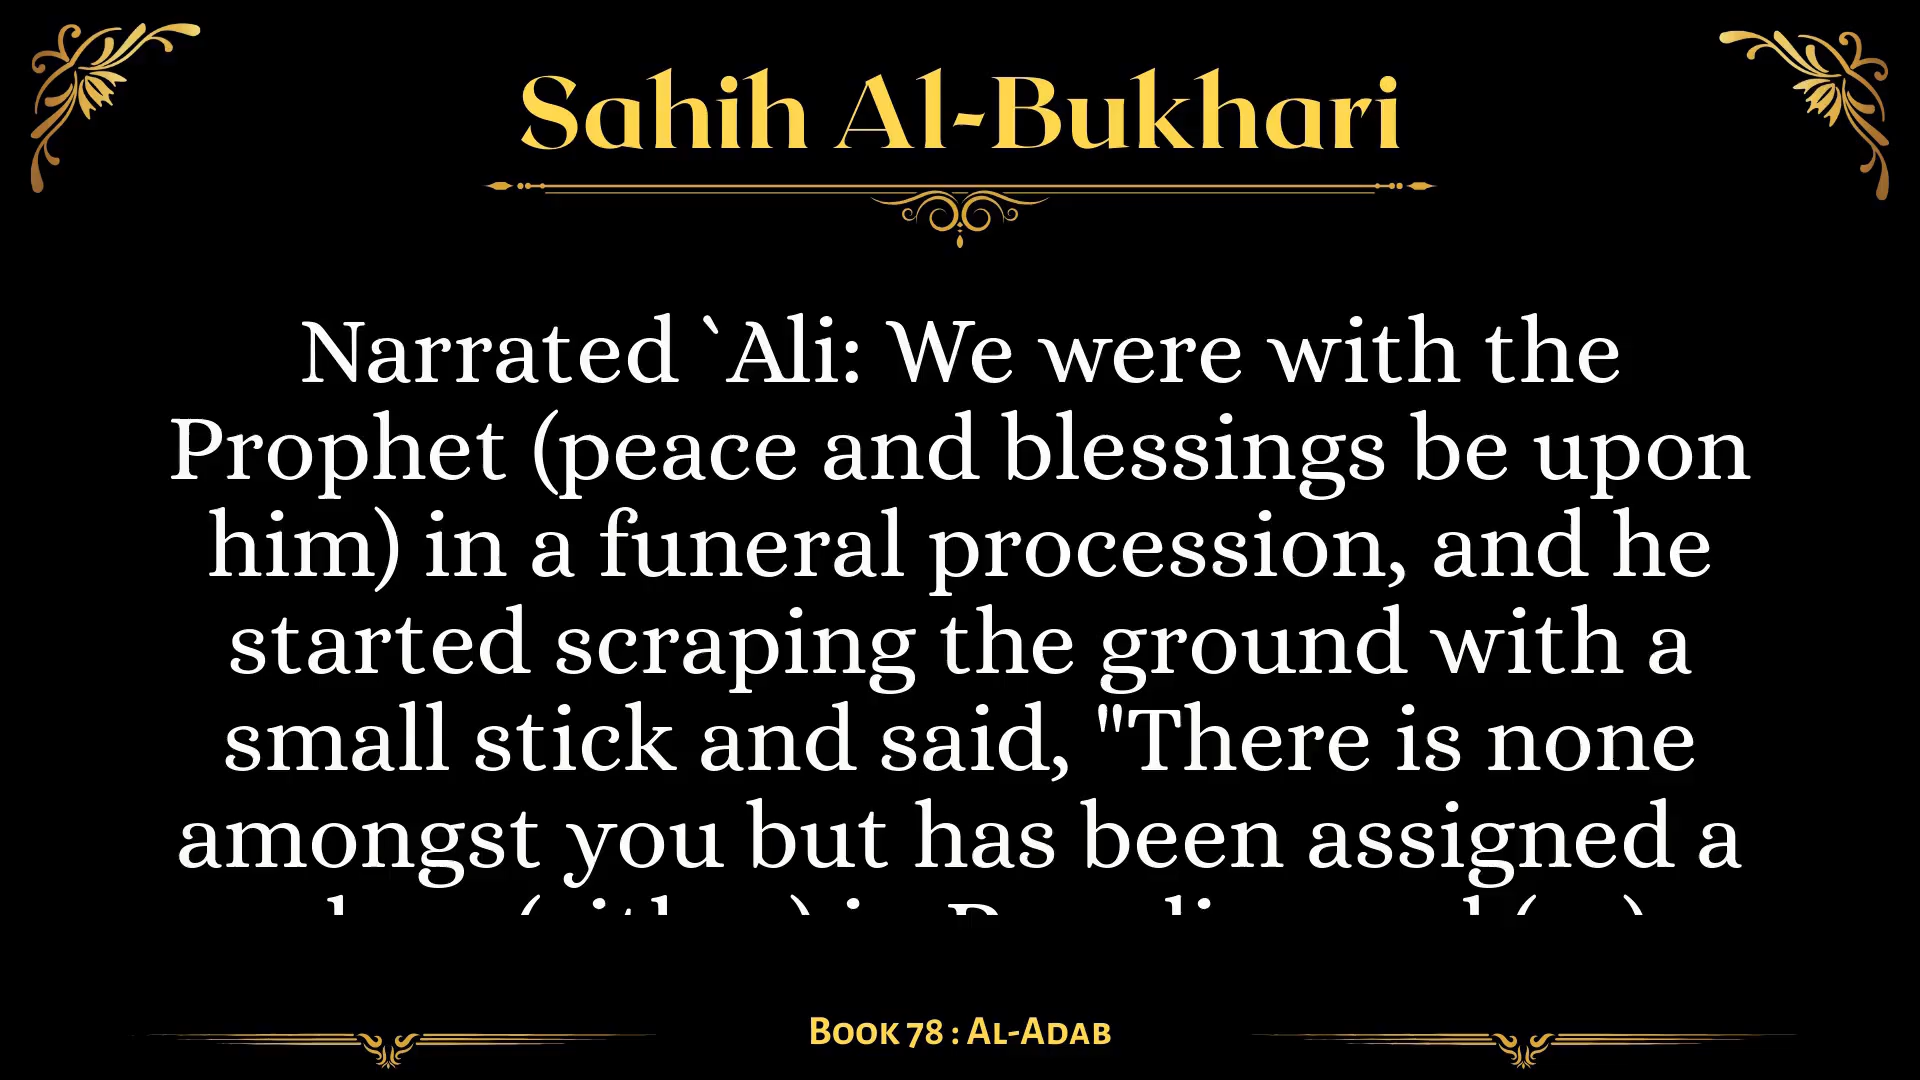 Sahih Al-Bukhari
Narrated `Ali: We were with the
Prophet (peace and blessings be upon
him) in a funeral procession, and he
started scraping the ground with a
small stick and said, "There is none
amongst you but has been assigned a
Book 78 : Al-Adab